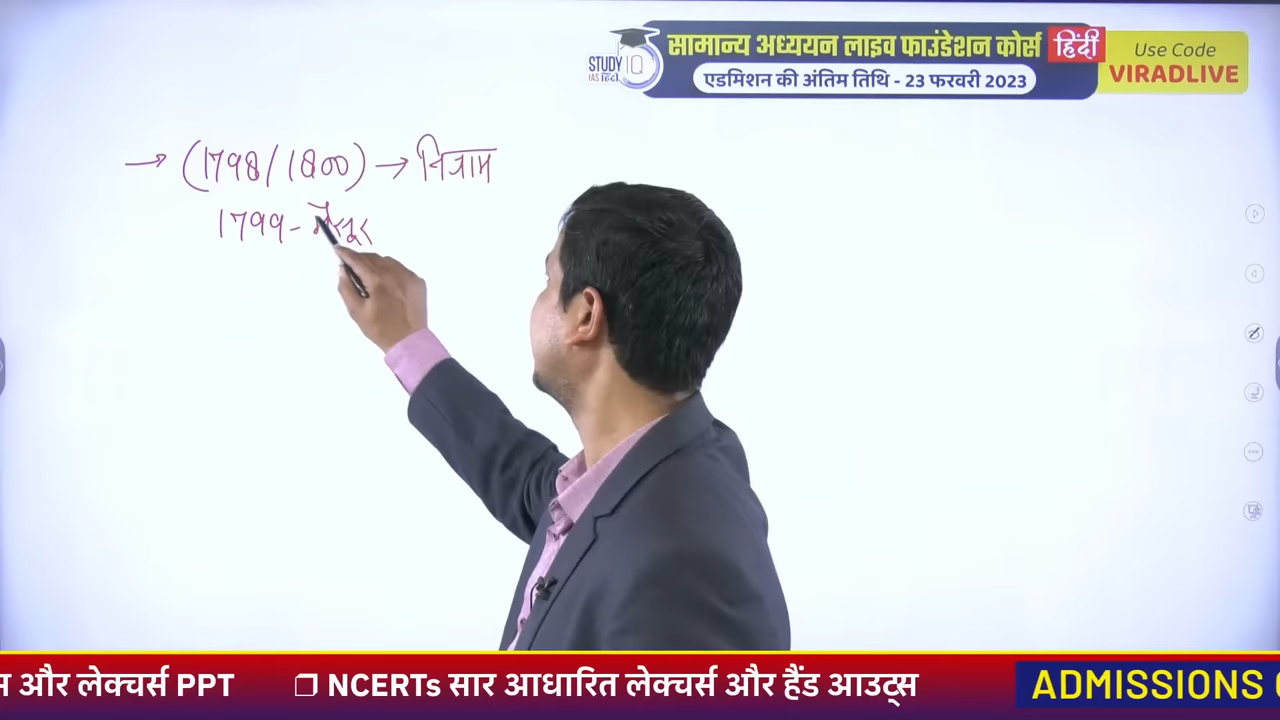 STUDY IQ
IAS हिंदी
सामान्य अध्ययन लाइव फाउंडेशन कोर्स हिंदी
एडमिशन की अंतिम तिथि - 23 फरवरी 2023
Use Code
VIRADLIVE
→ (1798/1800) → निजाम
1799 - मैसूर
और लेक्चर्स PPT ❐ NCERTs सार आधारित लेक्चर्स और हैंड आउट्स ADMISSIONS